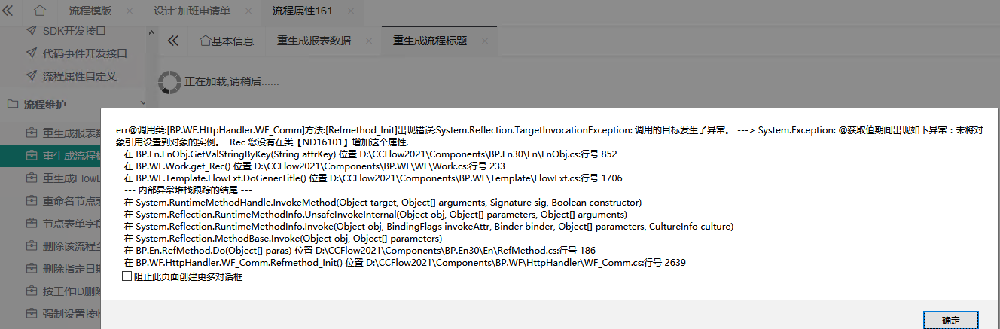 流程模版 × 设计:加班申请单 × 流程属性161 ×
SDK开发接口
代码事件开发接口
流程属性自定义
流程维护
重生成报表数
重生成流程标
重生成FlowE
重命名节点表
节点表单字段
删除该流程全
删除指定日期
按工作ID删除
强制设置接收
基本信息 重生成报表数据 × 重生成流程标题 ×
正在加载,请稍后......
err@调用类:[BP.WF.HttpHandler.WF_Comm]方法:[Refmethod_Init]出现错误:System.Reflection.TargetInvocationException: 调用的目标发生了异常。 ---> System.Exception: @获取值期间出现如下异常：未将对
象引用设置到对象的实例。 Rec 您没有在类【ND16101】增加这个属性.
在 BP.En.EnObj.GetValStringByKey(String attrKey) 位置 D:\CCFlow2021\Components\BP.En30\En\EnObj.cs:行号 852
在 BP.WF.Work.get_Rec() 位置 D:\CCFlow2021\Components\BP.WF\WF\Work.cs:行号 233
在 BP.WF.Template.FlowExt.DoGenerTitle() 位置 D:\CCFlow2021\Components\BP.WF\Template\FlowExt.cs:行号 1706
--- 内部异常堆栈跟踪的结尾 ---
在 System.RuntimeMethodHandle.InvokeMethod(Object target, Object[] arguments, Signature sig, Boolean constructor)
在 System.Reflection.RuntimeMethodInfo.UnsafeInvokeInternal(Object obj, Object[] parameters, Object[] arguments)
在 System.Reflection.RuntimeMethodInfo.Invoke(Object obj, BindingFlags invokeAttr, Binder binder, Object[] parameters, CultureInfo culture)
在 System.Reflection.MethodBase.Invoke(Object obj, Object[] parameters)
在 BP.En.RefMethod.Do(Object[] paras) 位置 D:\CCFlow2021\Components\BP.En30\En\RefMethod.cs:行号 186
在 BP.WF.HttpHandler.WF_Comm.Refmethod_Init() 位置 D:\CCFlow2021\Components\BP.WF\HttpHandler\WF_Comm.cs:行号 2639
阻止此页面创建更多对话框
确定